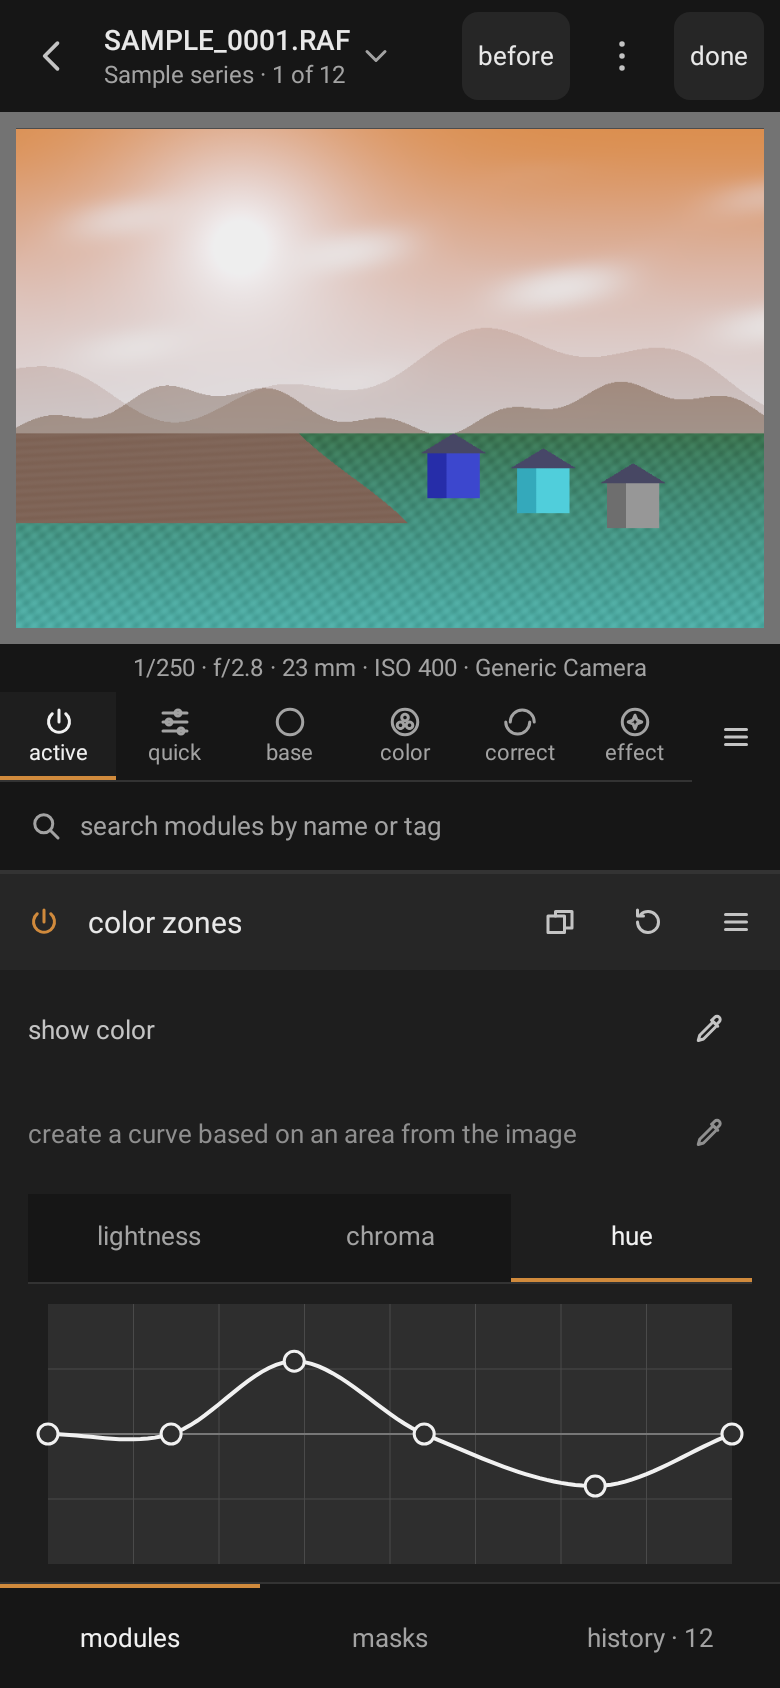 SAMPLE_0001.RAF
Sample series · 1 of 12
before
done
1/250 · f/2.8 · 23 mm · ISO 400 · Generic Camera
active
quick
base
color
correct
effect
search modules by name or tag
color zones
show color
create a curve based on an area from the image
lightness
chroma
hue
modules
masks
history · 12